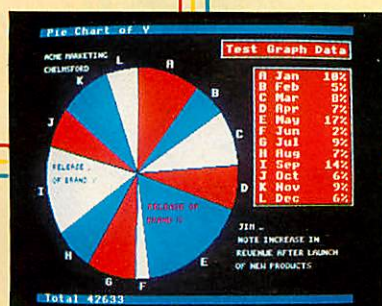 Pie Chart of V
Test Graph Data
ACME MARKETING
CHELMSFORD
A
B
C
D
E
F
G
H
I
J
K
L
RELEASE
OF BRAND
RELEASE OF
BRAND
A Jan 10%
B Feb 5%
C Mar 8%
D Apr 7%
E May 17%
F Jun 2%
G Jul 9%
H Aug 7%
I Sep 14%
J Oct 6%
K Nov 9%
L Dec 6%
JIM _
NOTE INCREASE IN
REVENUE AFTER LAUNCH
OF NEW PRODUCTS
Total 42633